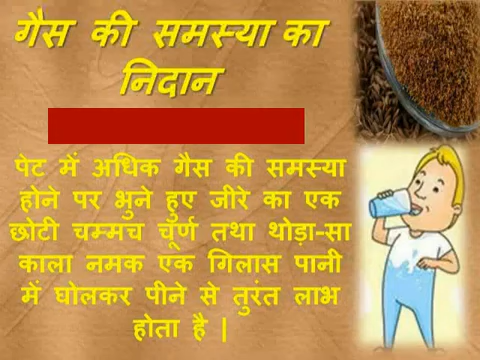 गैस की समस्या का
निदान
पेट में अधिक गैस की समस्या
होने पर भुने हुए जीरे का एक
छोटी चम्मच चूर्ण तथा थोड़ा-सा
काला नमक एक गिलास पानी
में घोलकर पीने से तुरंत लाभ
होता है |